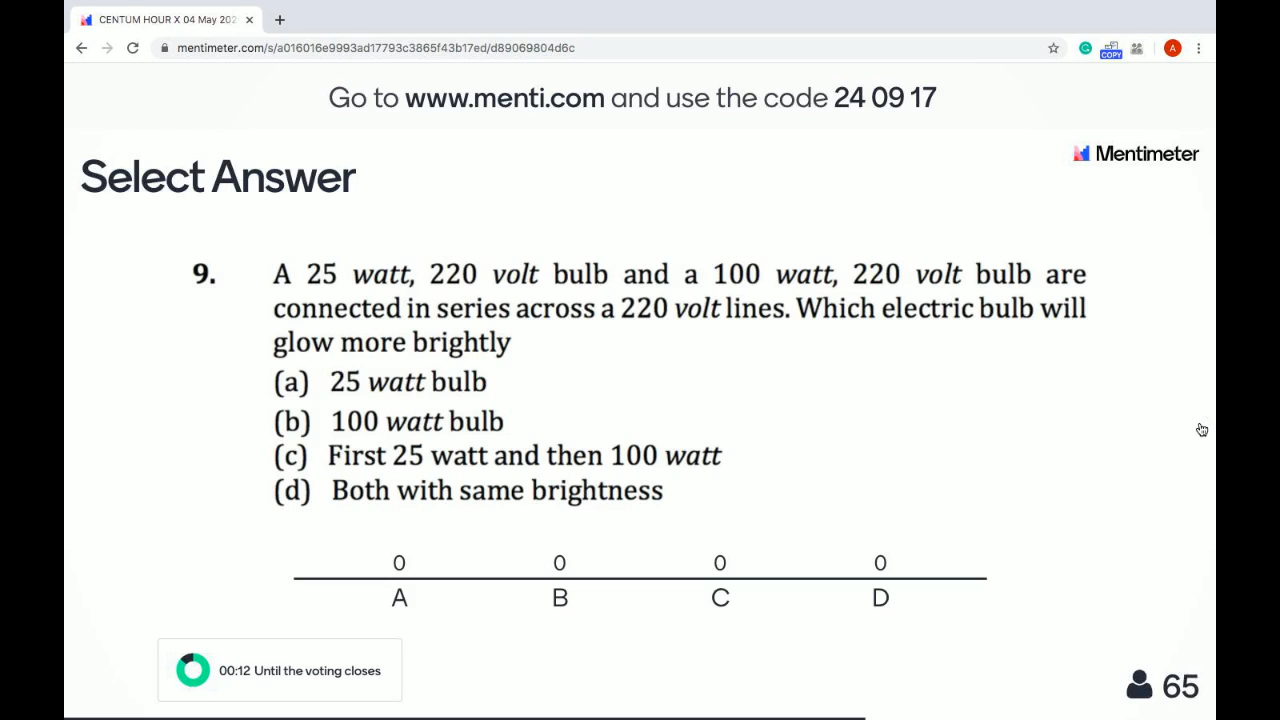 CENTUM HOUR X 04 May 202
mentimeter.com/s/a016016e9993ad17793c3865f43b17ed/d89069804d6c
COPY
A
Go to www.menti.com and use the code 24 09 17
Mentimeter
Select Answer
9. A 25 watt, 220 volt bulb and a 100 watt, 220 volt bulb are
connected in series across a 220 volt lines. Which electric bulb will
glow more brightly
(a) 25 watt bulb
(b) 100 watt bulb
(c) First 25 watt and then 100 watt
(d) Both with same brightness
0 0 0 0
A B C D
00:12 Until the voting closes
65